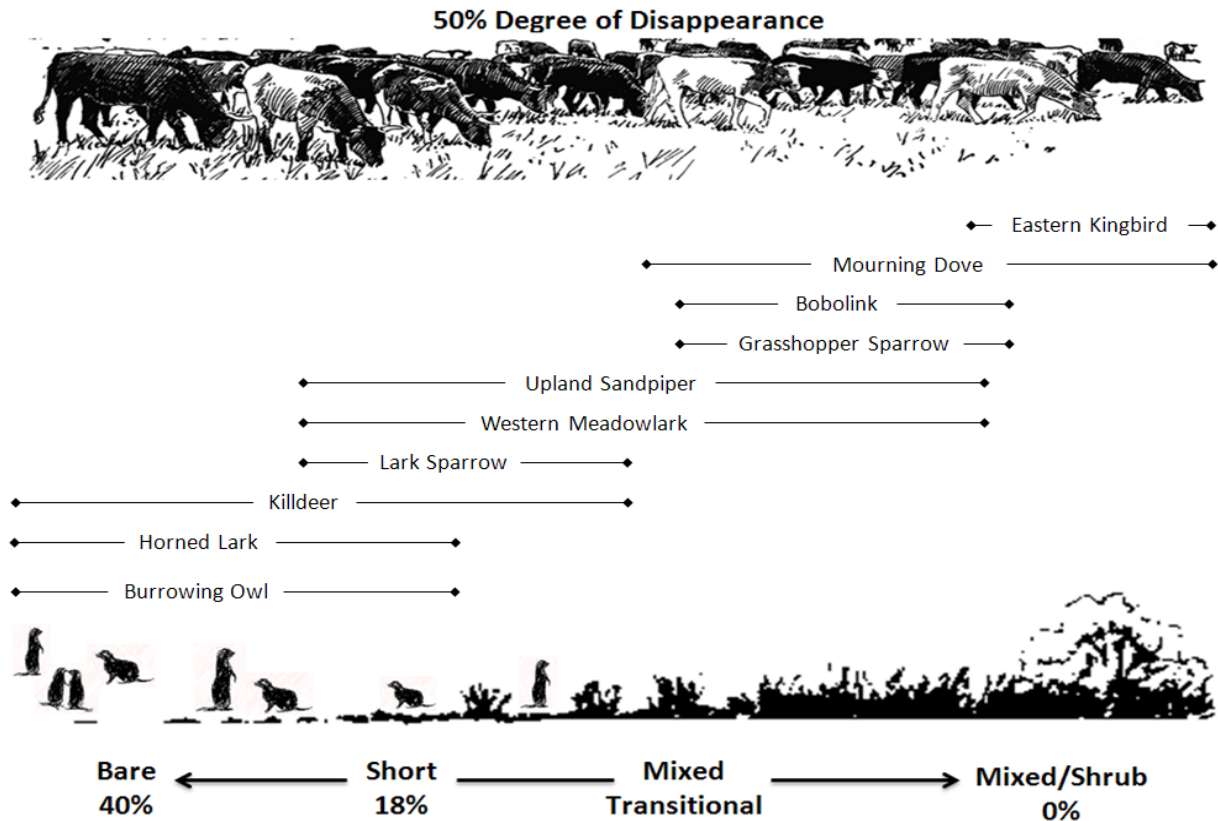 50% Degree of Disappearance
Eastern Kingbird
Mourning Dove
Bobolink
Grasshopper Sparrow
Upland Sandpiper
Western Meadowlark
Lark Sparrow
Killdeer
Horned Lark
Burrowing Owl
Bare
40%
Short
18%
Mixed
Transitional
Mixed/Shrub
0%